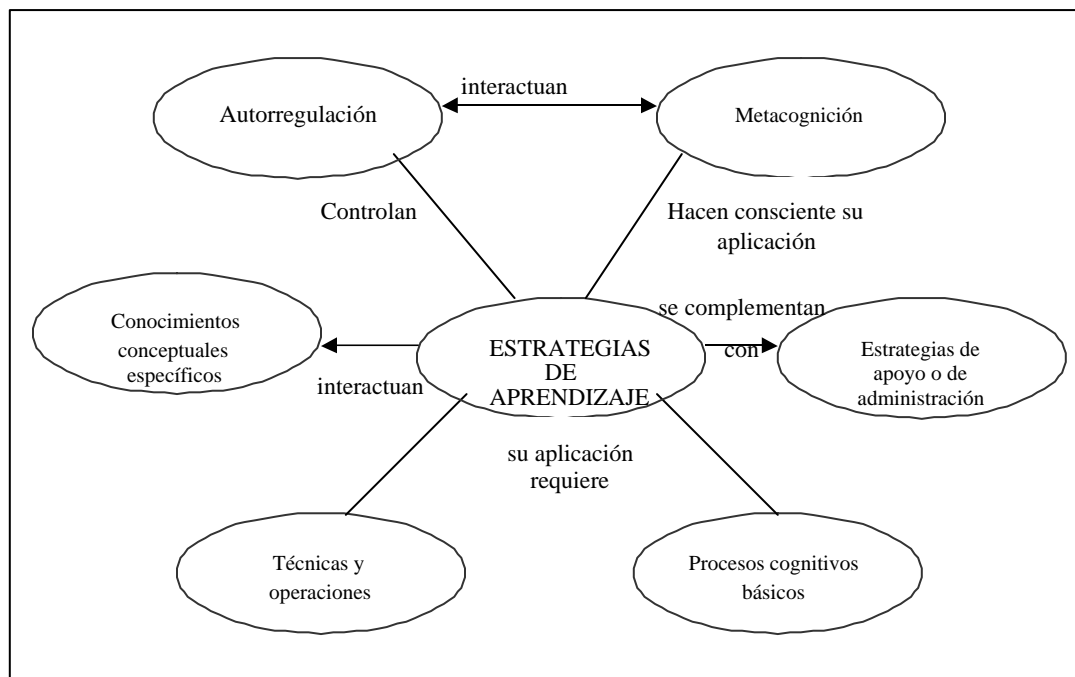 interactuan
Autorregulación
Metacognición
Controlan
Hacen consciente su
aplicación
Conocimientos
conceptuales
específicos
interactuan
ESTRATEGIAS
DE
APRENDIZAJE
se complementan
con
Estrategias de
apoyo o de
administración
su aplicación
requiere
Técnicas y
operaciones
Procesos cognitivos
básicos